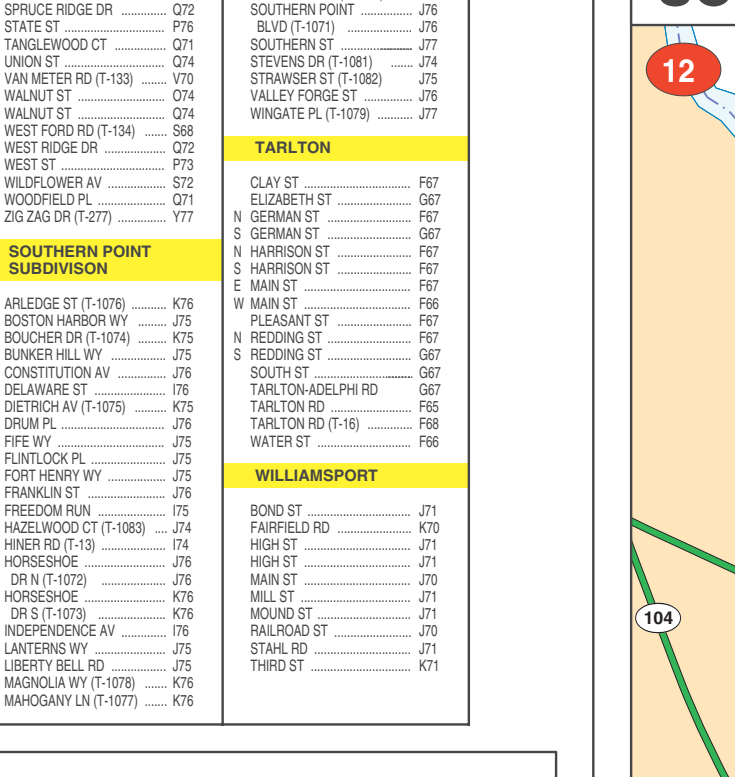 SPRUCE RIDGE DR ............. Q72
STATE ST ............................. P76
TANGLEWOOD CT ............... Q71
UNION ST ............................. Q74
VAN METER RD (T-133) ........ V70
WALNUT ST ......................... O74
WALNUT ST ......................... Q74
WEST FORD RD (T-134) ....... S68
WEST RIDGE DR .................. Q72
WEST ST .............................. P73
WILDFLOWER AV ................. S72
WOODFIELD PL .................... Q71
ZIG ZAG DR (T-277) .............. Y77
SOUTHERN POINT
SUBDIVISON
ARLEDGE ST (T-1076) .......... K76
BOSTON HARBOR WY ........ J75
BOUCHER DR (T-1074) ........ K75
BUNKER HILL WY ................ J75
CONSTITUTION AV .............. J76
DELAWARE ST ..................... I76
DIETRICH AV (T-1075) ......... K75
DRUM PL .............................. J76
FIFE WY ............................... J75
FLINTLOCK PL ...................... J75
FORT HENRY WY ................. J75
FRANKLIN ST ....................... J76
FREEDOM RUN .................... I75
HAZELWOOD CT (T-1083) .... J74
HINER RD (T-13) ................... I74
HORSESHOE ........................ J76
DR N (T-1072) ................... J76
HORSESHOE ........................ K76
DR S (T-1073) .................... K76
INDEPENDENCE AV ............. I76
LANTERNS WY ..................... J75
LIBERTY BELL RD ................ J75
MAGNOLIA WY (T-1078) ....... K76
MAHOGANY LN (T-1077) ....... K76
SOUTHERN POINT ............... J76
BLVD (T-1071) ................... J76
SOUTHERN ST ..................... J77
STEVENS DR (T-1081) ....... J74
STRAWSER ST (T-1082) J75
VALLEY FORGE ST .............. J76
WINGATE PL (T-1079) ........... J77
TARLTON
CLAY ST ................................ F67
ELIZABETH ST ....................... G67
N GERMAN ST ......................... F67
S GERMAN ST ......................... G67
N HARRISON ST ...................... F67
S HARRISON ST ...................... F67
E MAIN ST ................................ F67
W MAIN ST ................................ F66
PLEASANT ST ...................... F67
N REDDING ST ........................ F67
S REDDING ST ........................ G67
SOUTH ST ............................. G67
TARLTON-ADELPHI RD G67
TARLTON RD ........................ F65
TARLTON RD (T-16) ............. F68
WATER ST ............................ F66
WILLIAMSPORT
BOND ST ............................... J71
FAIRFIELD RD ...................... K70
HIGH ST ................................ J71
HIGH ST ................................ J71
MAIN ST ................................ J70
MILL ST ................................. J71
MOUND ST ............................ J71
RAILROAD ST ....................... J70
STAHL RD ............................. J71
THIRD ST .............................. K71
12
104